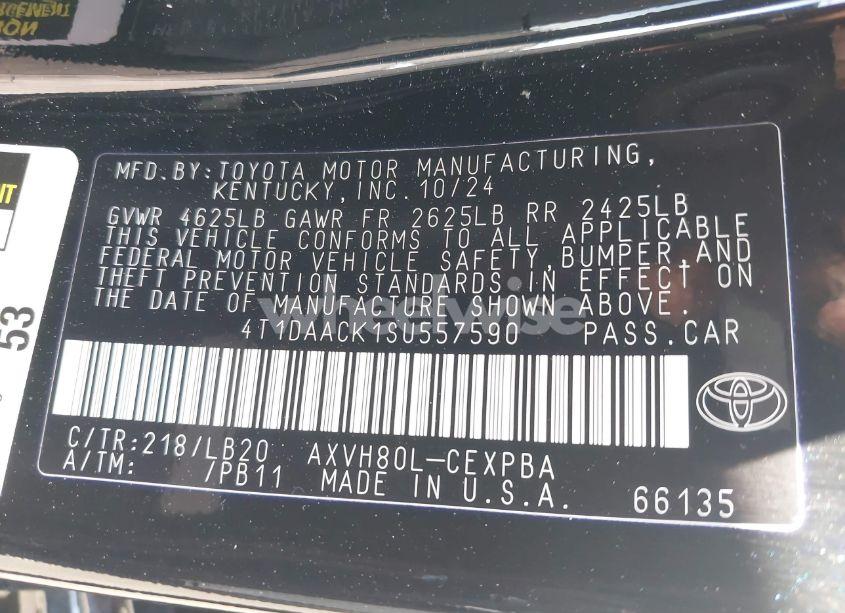 MFD. BY: TOYOTA MOTOR MANUFACTURING,
KENTUCKY, INC. 10/24
GVWR 4625LB GAWR FR 2625LB RR 2425LB
THIS VEHICLE CONFORMS TO ALL APPLICABLE
FEDERAL MOTOR VEHICLE SAFETY, BUMPER, AND
THEFT PREVENTION STANDARDS IN EFFECT ON
THE DATE OF MANUFACTURE SHOWN ABOVE.
wheelwise
4T1DAACK1SU557590 PASS.CAR
C/TR:218/LB20 AXVH80L-CEXPBA
A/TM: /PB11 MADE IN U.S.A. 66135
53